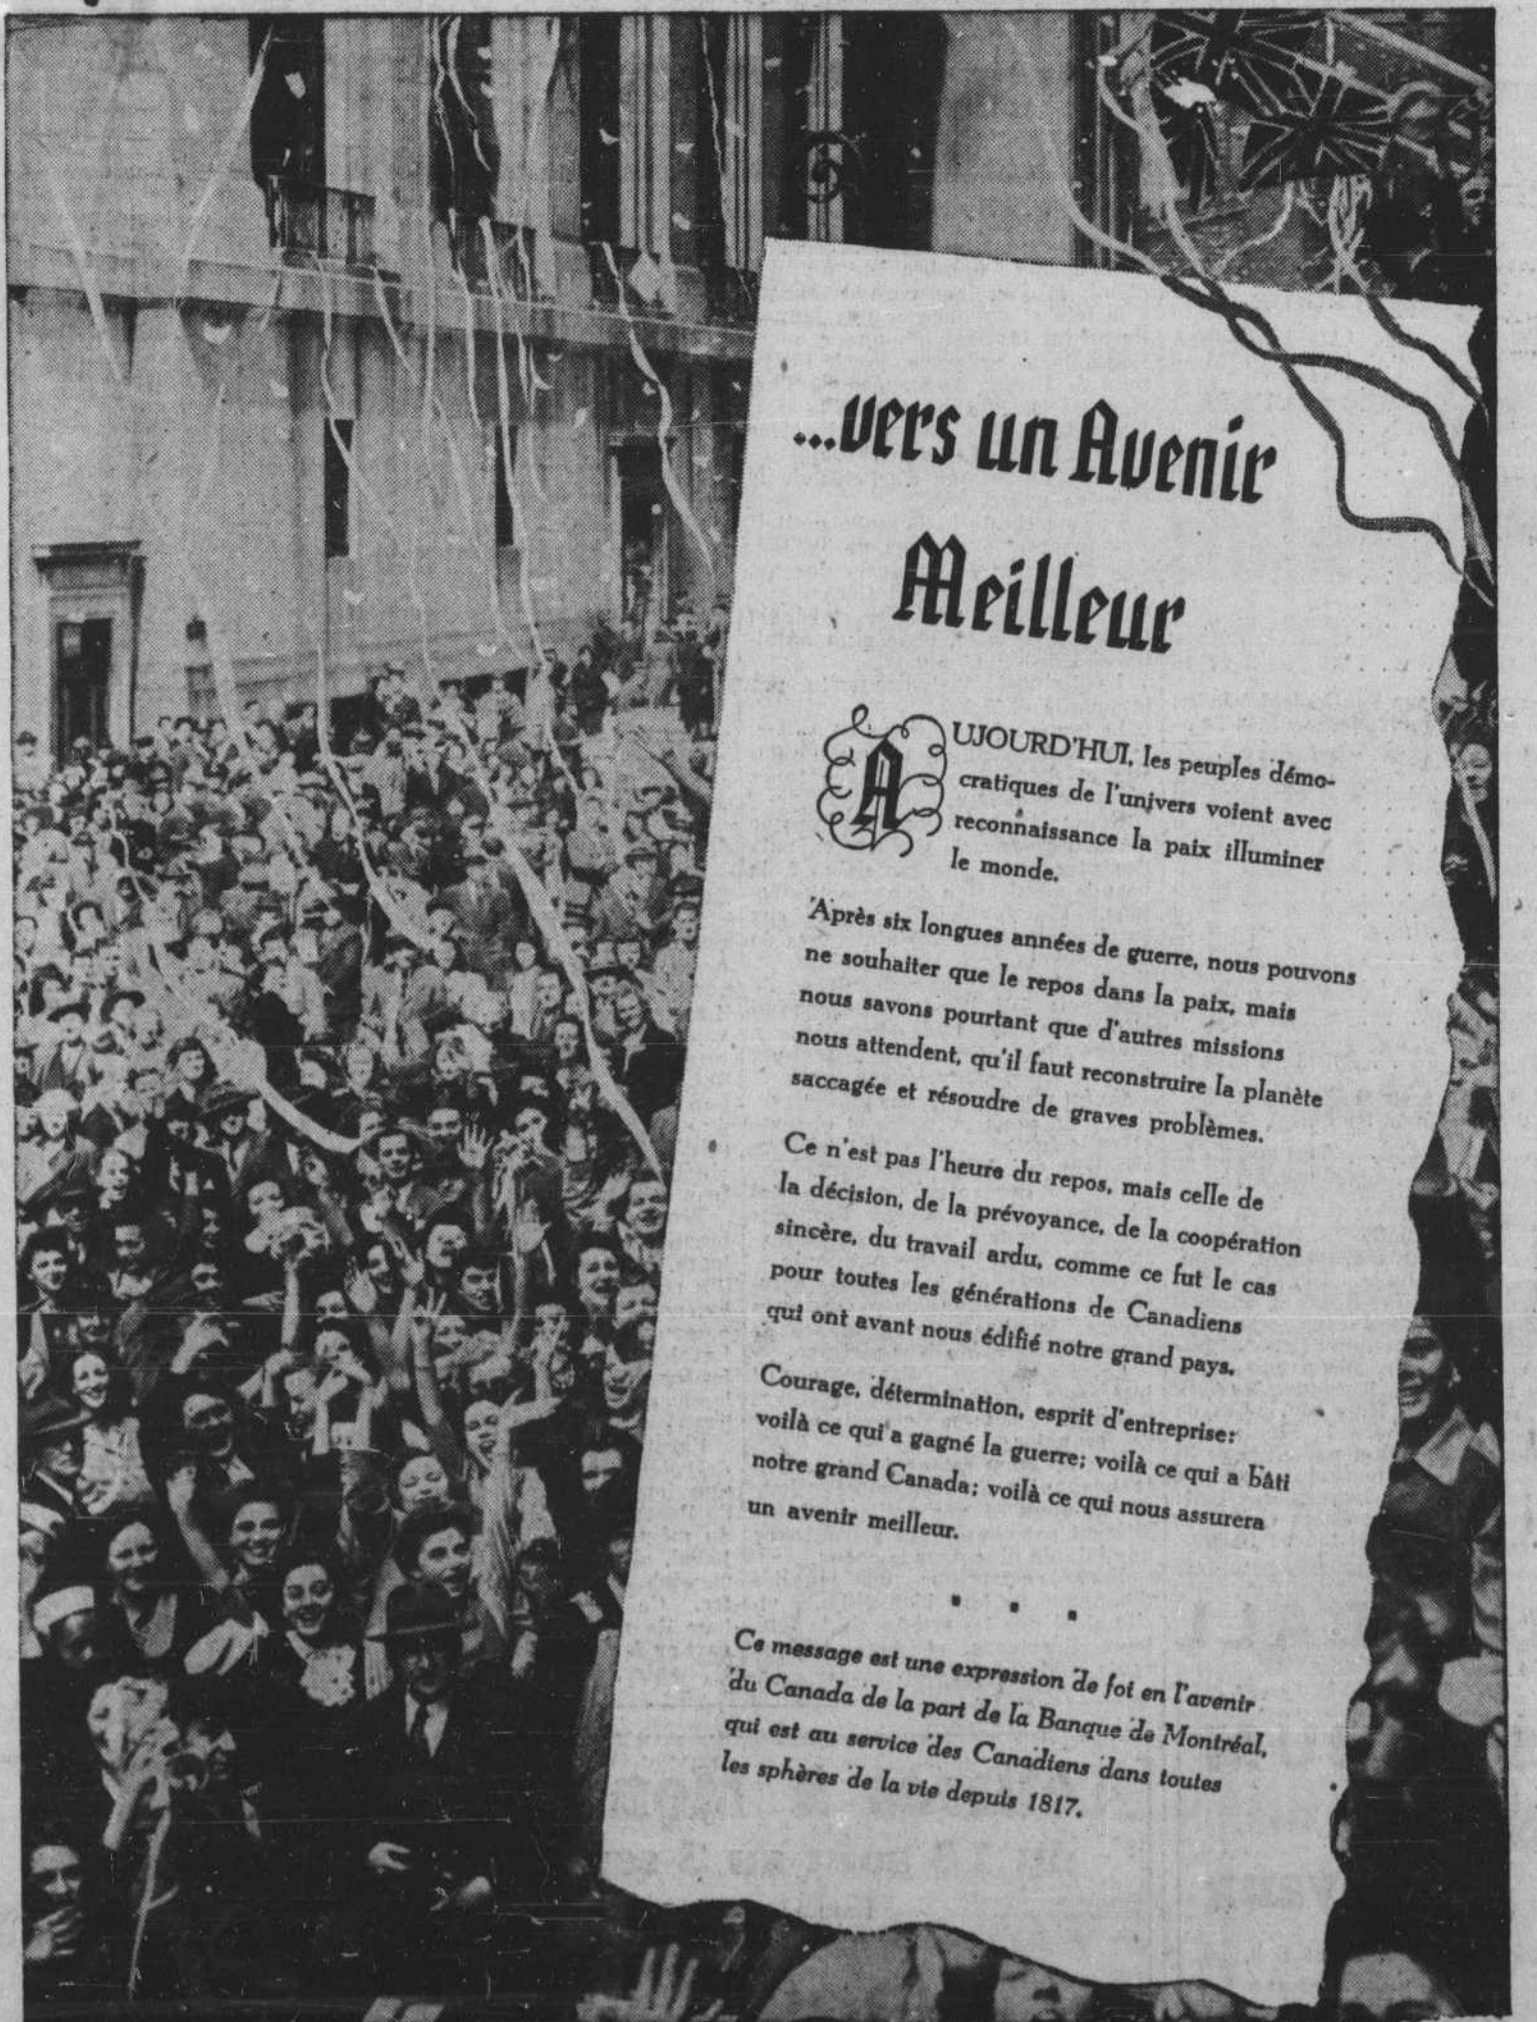 ...vers un Avenir
Meilleur
AUJOURD'HUI, les peuples démo-
cratiques de l'univers voient avec
reconnaissance la paix illuminer
le monde.
Après six longues années de guerre, nous pouvons
ne souhaiter que le repos dans la paix, mais
nous savons pourtant que d'autres missions
nous attendent, qu'il faut reconstruire la planète
saccagée et résoudre de graves problèmes.
Ce n'est pas l'heure du repos, mais celle de
la décision, de la prévoyance, de la coopération
sincère, du travail ardu, comme ce fut le cas
pour toutes les générations de Canadiens
qui ont avant nous édifié notre grand pays.
Courage, détermination, esprit d'entreprise:
voilà ce qui a gagné la guerre; voilà ce qui a bâti
notre grand Canada; voilà ce qui nous assurera
un avenir meilleur.
Ce message est une expression de foi en l'avenir
du Canada de la part de la Banque de Montréal,
qui est au service des Canadiens dans toutes
les sphères de la vie depuis 1817.